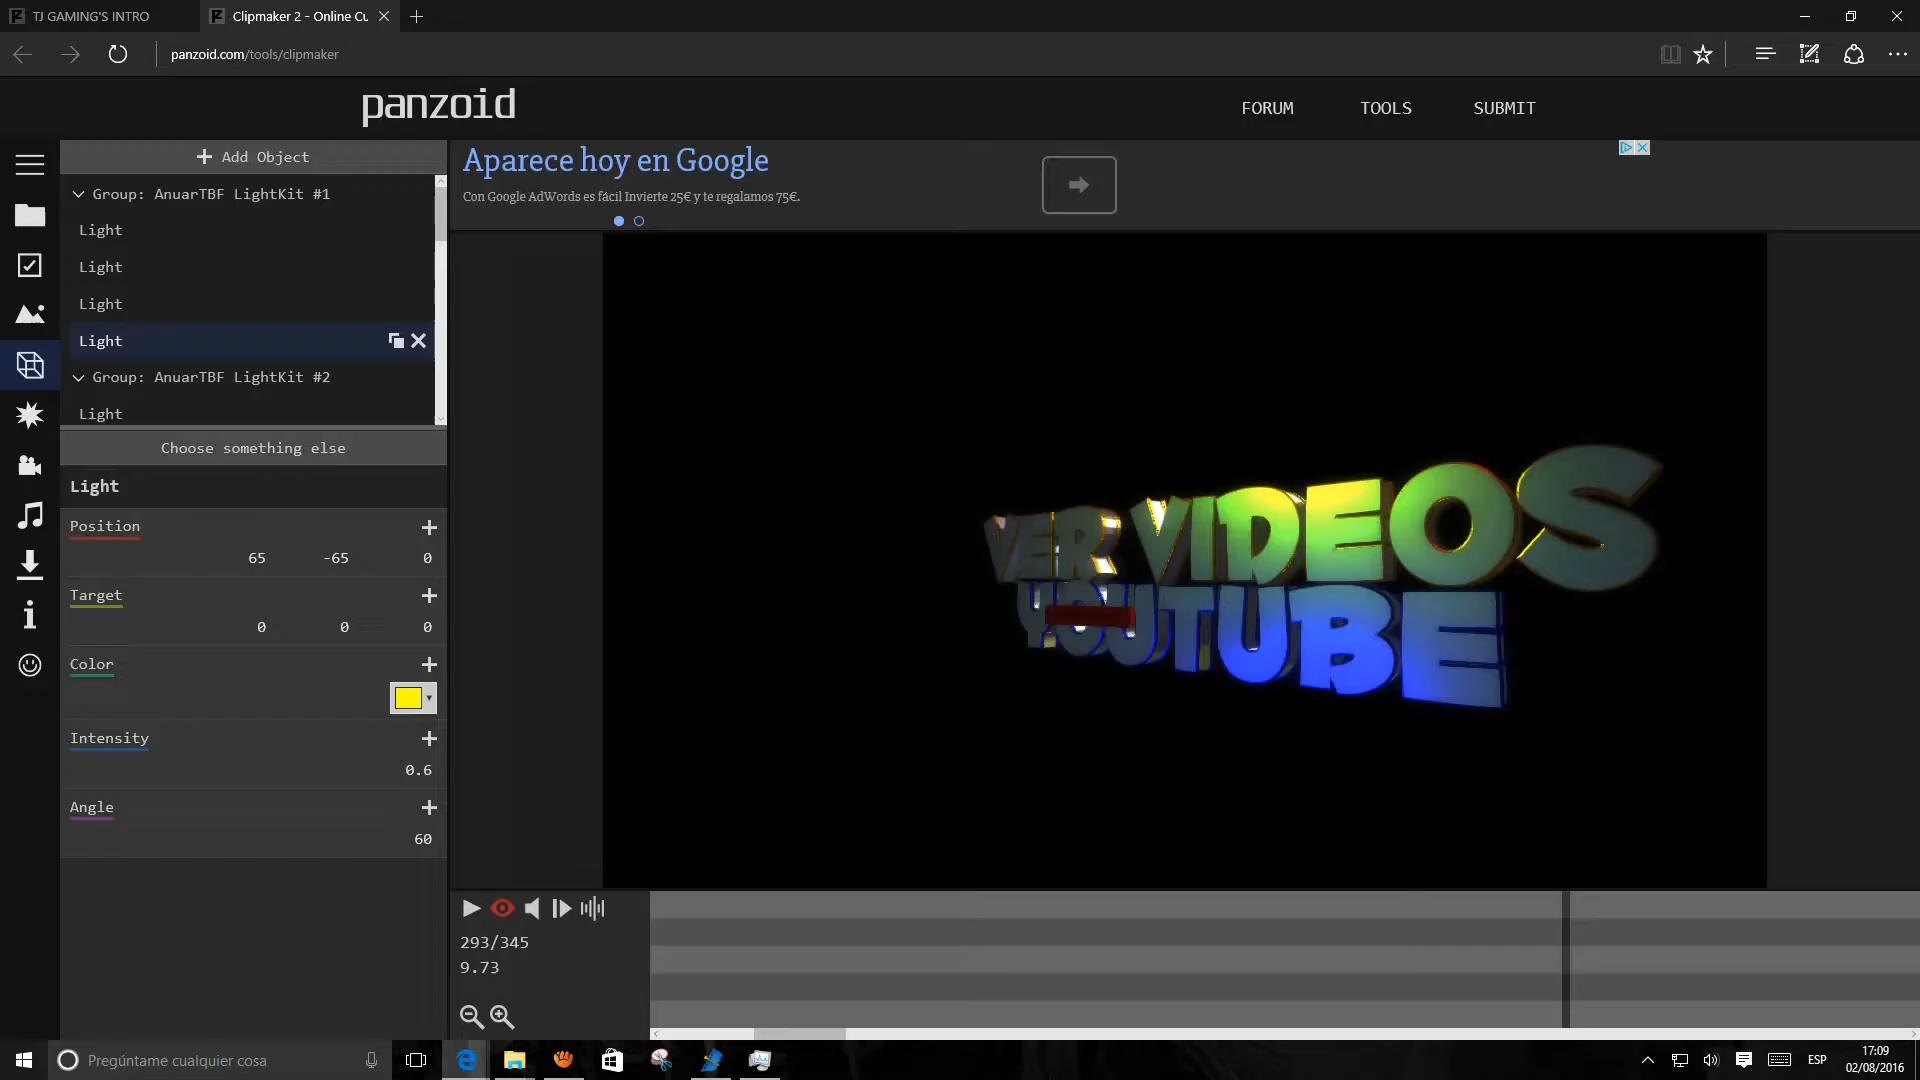 TJ GAMING'S INTRO
Clipmaker 2 - Online Cu
panzoid.com/tools/clipmaker
panzoid
FORUM
TOOLS
SUBMIT
Add Object
Group: AnuarTBF LightKit #1
Light
Light
Light
Light
Group: AnuarTBF LightKit #2
Light
Choose something else
Light
Position
65 -65 0
Target
0 0 0
Color
Intensity
0.6
Angle
60
Aparece hoy en Google
Con Google AdWords es fácil Invierte 25€ y te regalamos 75€.
VER VIDEOS
YOUTUBE
293/345
9.73
Pregúntame cualquier cosa
ESP
17:09
02/08/2016